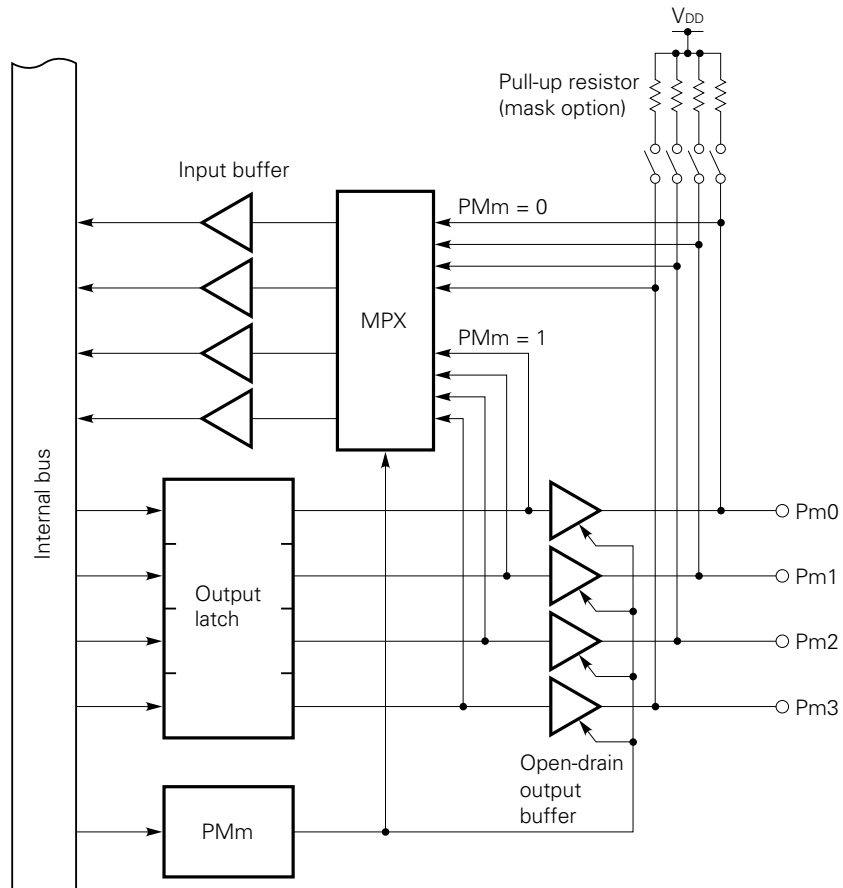 VDD
Pull-up resistor
(mask option)
Input buffer
PMm = 0
MPX
PMm = 1
Internal bus
Output
latch
Pm0
Pm1
Pm2
Pm3
Open-drain
output
buffer
PMm